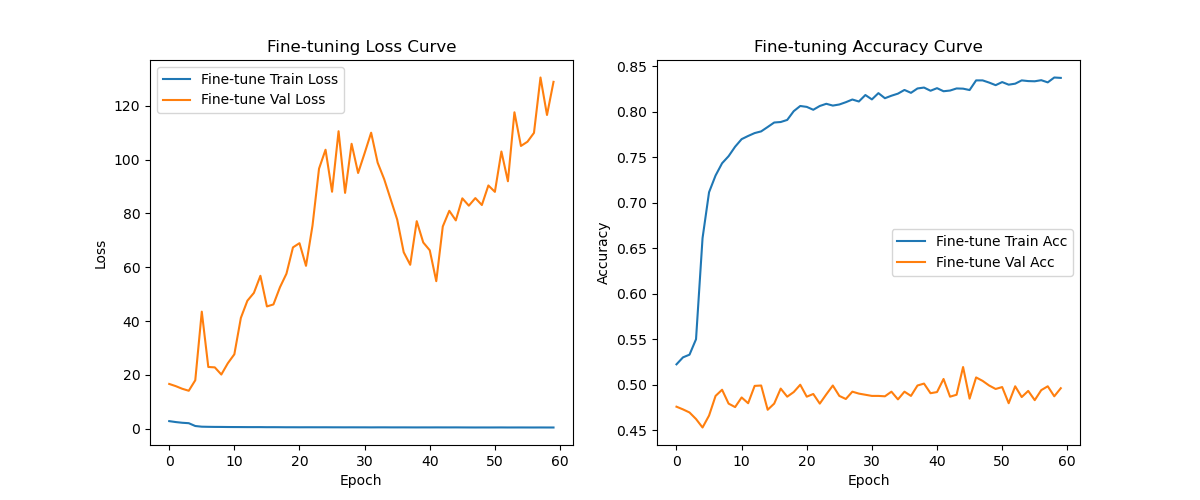 Fine-tuning Loss Curve
Fine-tune Train Loss
Fine-tune Val Loss
Loss
120
100
80
60
40
20
0
0 10 20 30 40 50 60
Epoch
Fine-tuning Accuracy Curve
Accuracy
0.85
0.80
0.75
0.70
0.65
0.60
0.55
0.50
0.45
Fine-tune Train Acc
Fine-tune Val Acc
0 10 20 30 40 50 60
Epoch